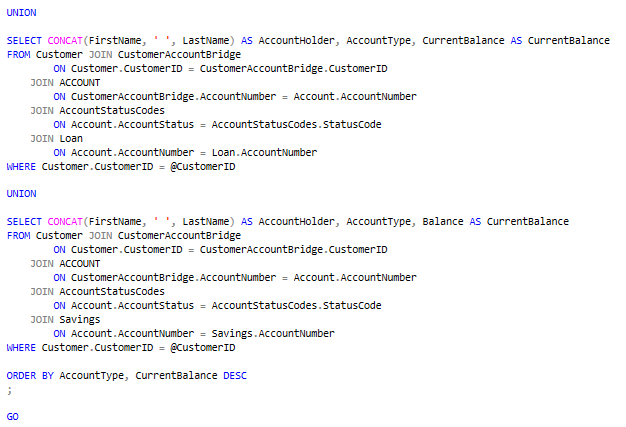 UNION
SELECT CONCAT(FirstName, ' ', LastName) AS AccountHolder, AccountType, CurrentBalance AS CurrentBalance
FROM Customer JOIN CustomerAccountBridge
ON Customer.CustomerID = CustomerAccountBridge.CustomerID
JOIN ACCOUNT
ON CustomerAccountBridge.AccountNumber = Account.AccountNumber
JOIN AccountStatusCodes
ON Account.AccountStatus = AccountStatusCodes.StatusCode
JOIN Loan
ON Account.AccountNumber = Loan.AccountNumber
WHERE Customer.CustomerID = @CustomerID
UNION
SELECT CONCAT(FirstName, ' ', LastName) AS AccountHolder, AccountType, Balance AS CurrentBalance
FROM Customer JOIN CustomerAccountBridge
ON Customer.CustomerID = CustomerAccountBridge.CustomerID
JOIN ACCOUNT
ON CustomerAccountBridge.AccountNumber = Account.AccountNumber
JOIN AccountStatusCodes
ON Account.AccountStatus = AccountStatusCodes.StatusCode
JOIN Savings
ON Account.AccountNumber = Savings.AccountNumber
WHERE Customer.CustomerID = @CustomerID
ORDER BY AccountType, CurrentBalance DESC
;
GO